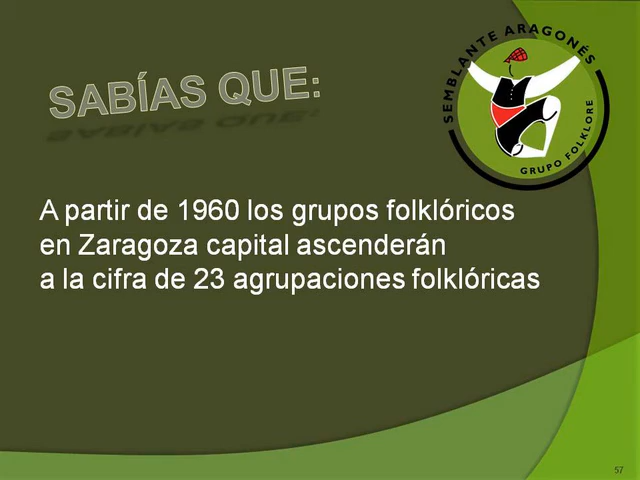 SABÍAS QUE:
SEMBLANTE ARAGONÉS
GRUPO FOLKLORE
A partir de 1960 los grupos folklóricos
en Zaragoza capital ascenderán
a la cifra de 23 agrupaciones folklóricas
57